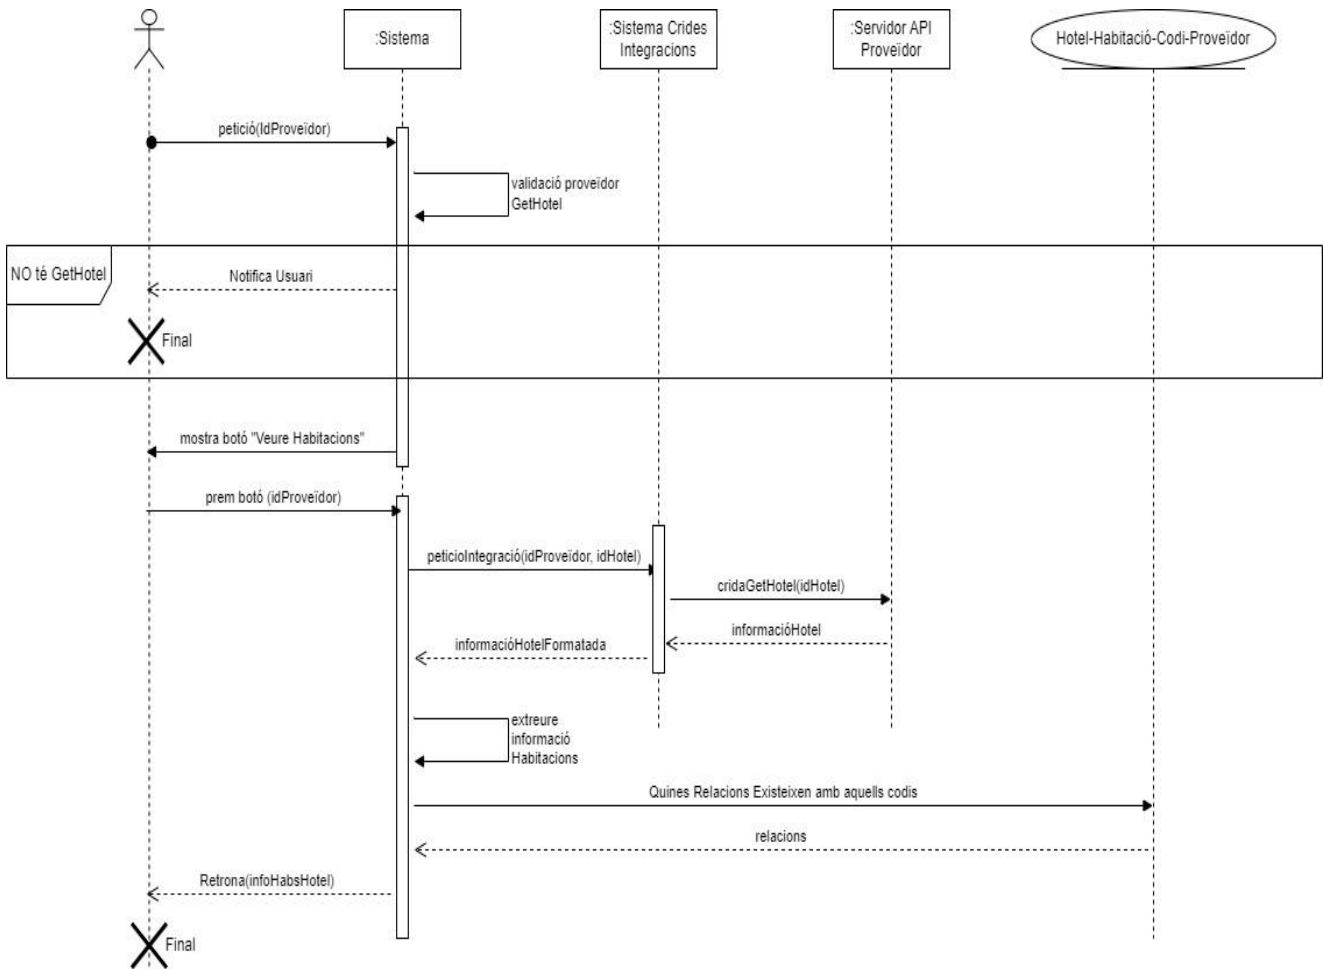 :Sistema
:Sistema Crides
Integracions
:Servidor API
Proveïdor
Hotel-Habitació-Codi-Proveïdor
petició(IdProveïdor)
validació proveïdor
GetHotel
NO té GetHotel
Notifica Usuari
Final
mostra botó "Veure Habitacions"
prem botó (idProveïdor)
peticioIntegració(idProveïdor, idHotel)
cridaGetHotel(idHotel)
informacióHotel
informacióHotelFormatada
extreure
informació
Habitacions
Quines Relacions Existeixen amb aquells codis
relacions
Retrona(infoHabsHotel)
Final